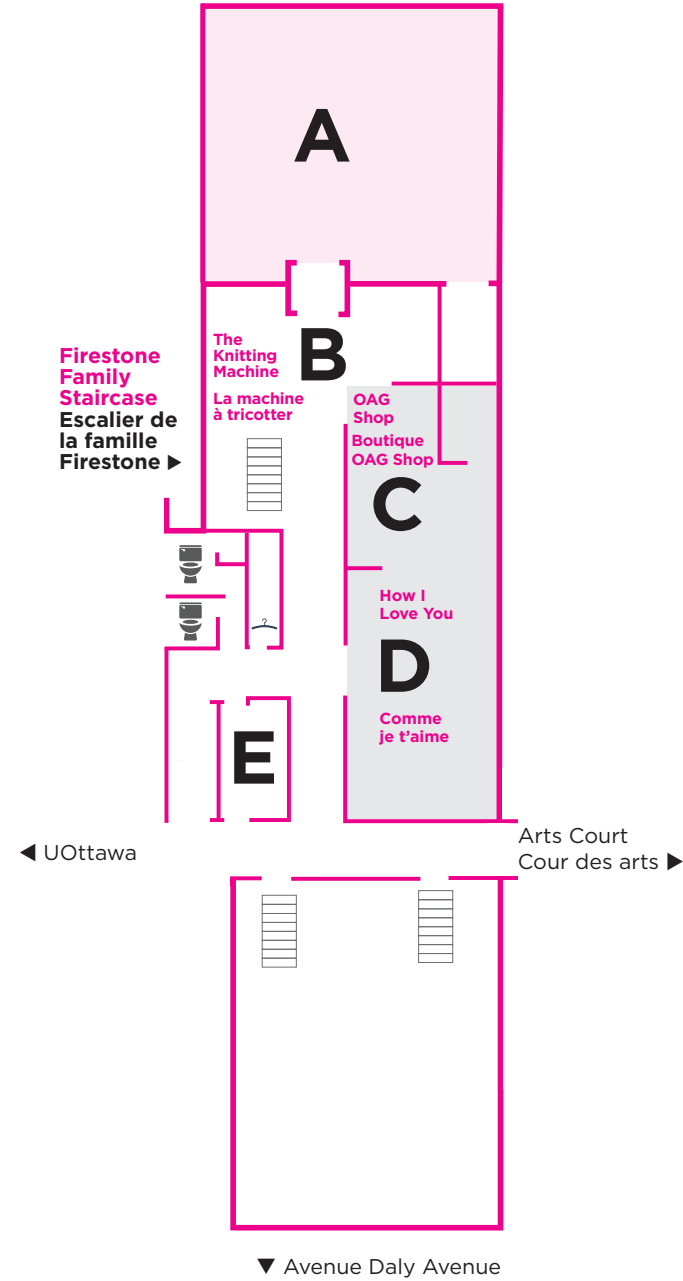 A
B
The
Knitting
Machine
La machine
à tricotter
Firestone
Family
Staircase
Escalier de
la famille
Firestone ▶
OAG
Shop
Boutique
OAG Shop
C
How I
Love You
D
Comme
je t’aime
E
◀ UOttawa
Arts Court
Cour des arts ▶
▼ Avenue Daly Avenue